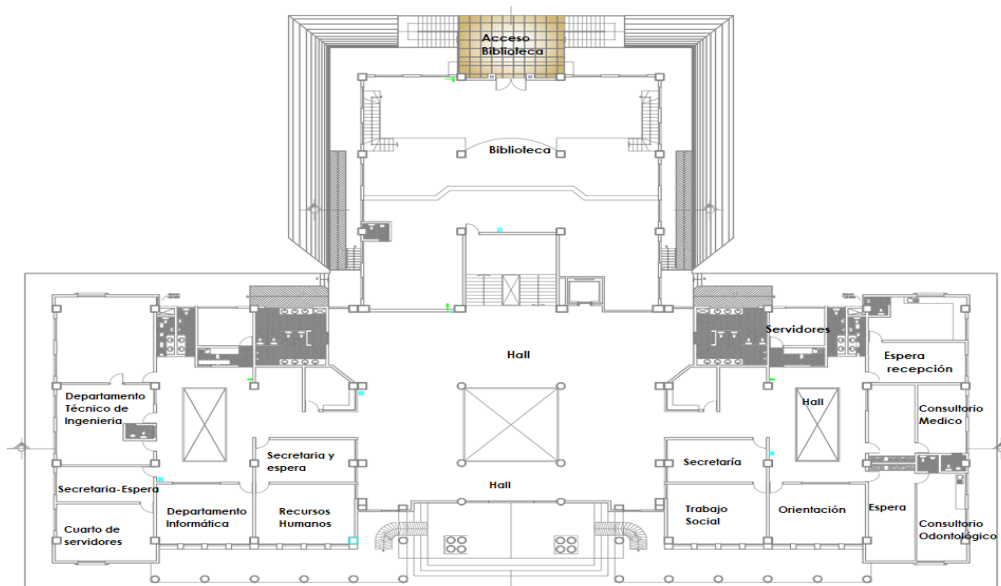 Acceso
Biblioteca
Biblioteca
Servidores
Hall
Espera
recepción
Departamento
Técnico de
Ingeniería
Hall
Consultorio
Medico
Secretaria y
espera
Secretaría
Secretaria-Espera
Hall
Departamento
Informática
Recursos
Humanos
Trabajo
Social
Orientación
Espera
Cuarto de
servidores
Consultorio
Odontológico